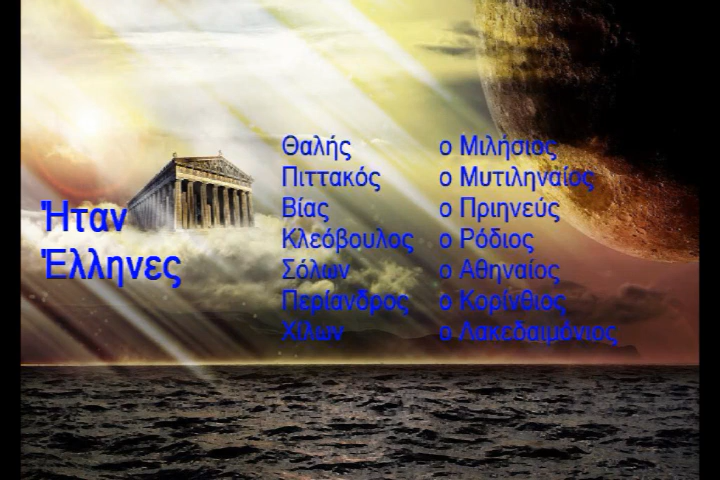 Ήταν
Έλληνες
Θαλής ο Μιλήσιος
Πιττακός ο Μυτιληναίος
Βίας ο Πριηνεύς
Κλεόβουλος ο Ρόδιος
Σόλων ο Αθηναίος
Περίανδρος ο Κορίνθιος
Χίλων ο Λακεδαιμόνιος